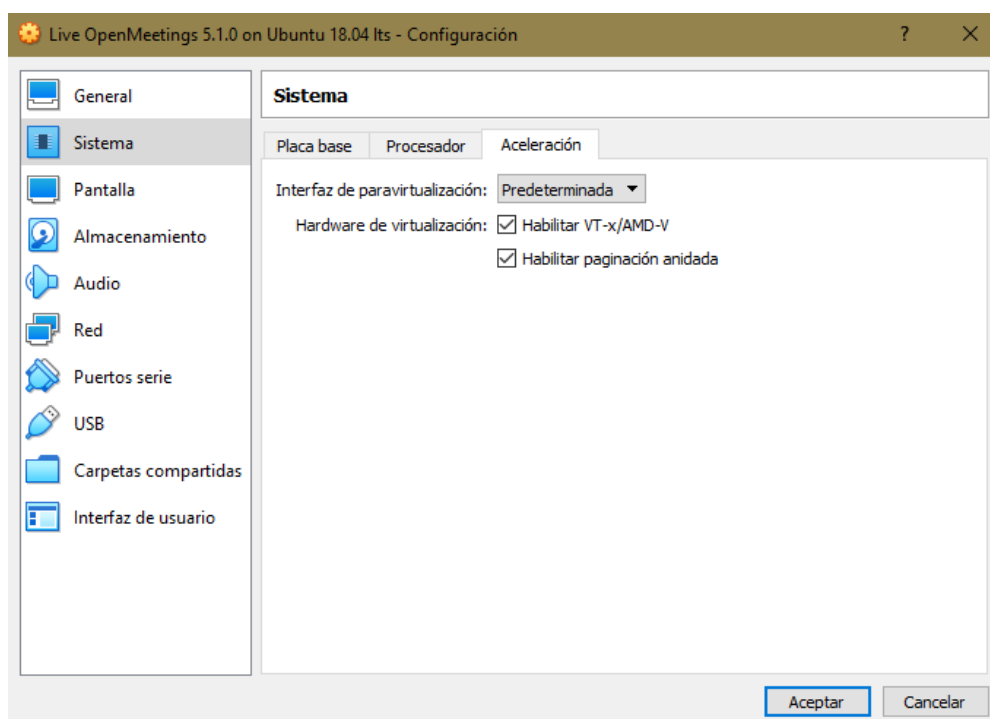 Live OpenMeetings 5.1.0 on Ubuntu 18.04 lts - Configuración ?
General
Sistema
Pantalla
Almacenamiento
Audio
Red
Puertos serie
USB
Carpetas compartidas
Interfaz de usuario
Sistema
Placa base Procesador Aceleración
Interfaz de paravirtualización: Predeterminada
Hardware de virtualización: Habilitar VT-x/AMD-V
Habilitar paginación anidada
Aceptar Cancelar